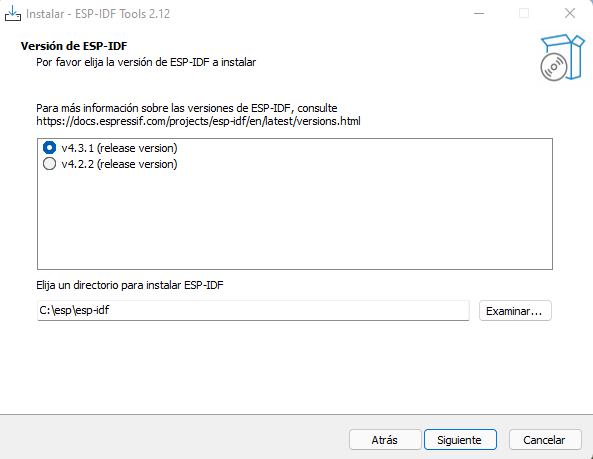 Instalar - ESP-IDF Tools 2.12
Versión de ESP-IDF
Por favor elija la versión de ESP-IDF a instalar
Para más información sobre las versiones de ESP-IDF, consulte
https://docs.espressif.com/projects/esp-idf/en/latest/versions.html
v4.3.1 (release version)
v4.2.2 (release version)
Elija un directorio para instalar ESP-IDF
C:\esp\esp-idf
Examinar...
Atrás
Siguiente
Cancelar